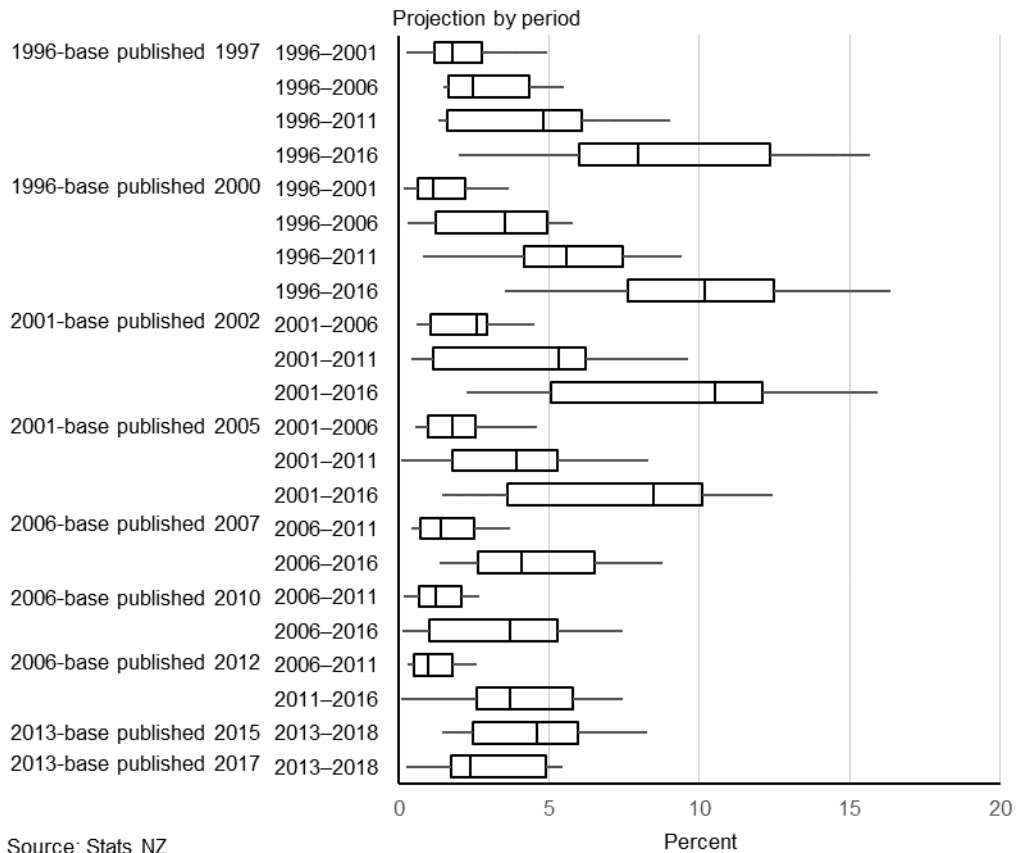 Projection by period
1996-base published 1997 1996–2001
1996–2006
1996–2011
1996–2016
1996-base published 2000 1996–2001
1996–2006
1996–2011
1996–2016
2001-base published 2002 2001–2006
2001–2011
2001–2016
2001-base published 2005 2001–2006
2001–2011
2001–2016
2006-base published 2007 2006–2011
2006–2016
2006-base published 2010 2006–2011
2006–2016
2006-base published 2012 2006–2011
2011–2016
2013-base published 2015 2013–2018
2013-base published 2017 2013–2018
0 5 10 15 20
Percent
Source: Stats NZ